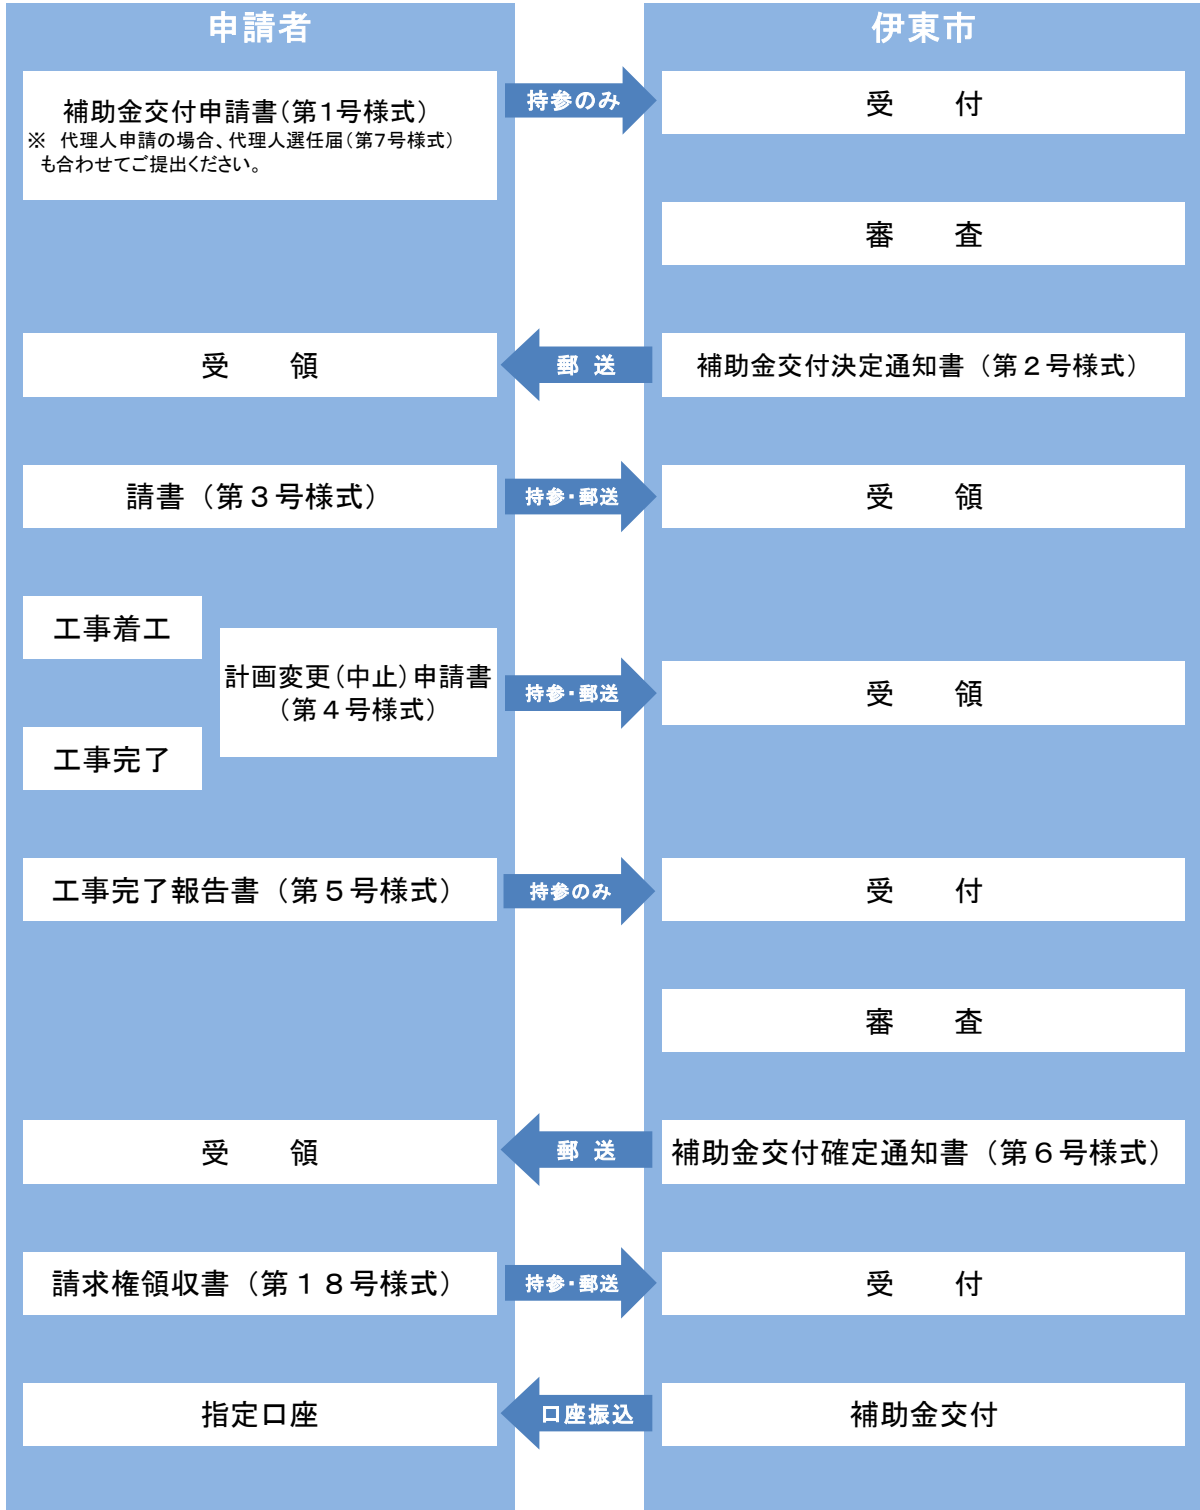 申請者
伊東市
補助金交付申請書（第１号様式）
※　代理人申請の場合、代理人選任届（第７号様式）
も合わせてご提出ください。
持参のみ
受　　付
審　　査
受　　領
郵 送
補助金交付決定通知書（第２号様式）
請書（第３号様式）
持参・郵送
受　　領
工事着工
計画変更（中止）申請書
（第４号様式）
持参・郵送
受　　領
工事完了
工事完了報告書（第５号様式）
持参のみ
受　　付
審　　査
受　　領
郵 送
補助金交付確定通知書（第６号様式）
請求権領収書（第１８号様式）
持参・郵送
受　　付
指定口座
口座振込
補助金交付